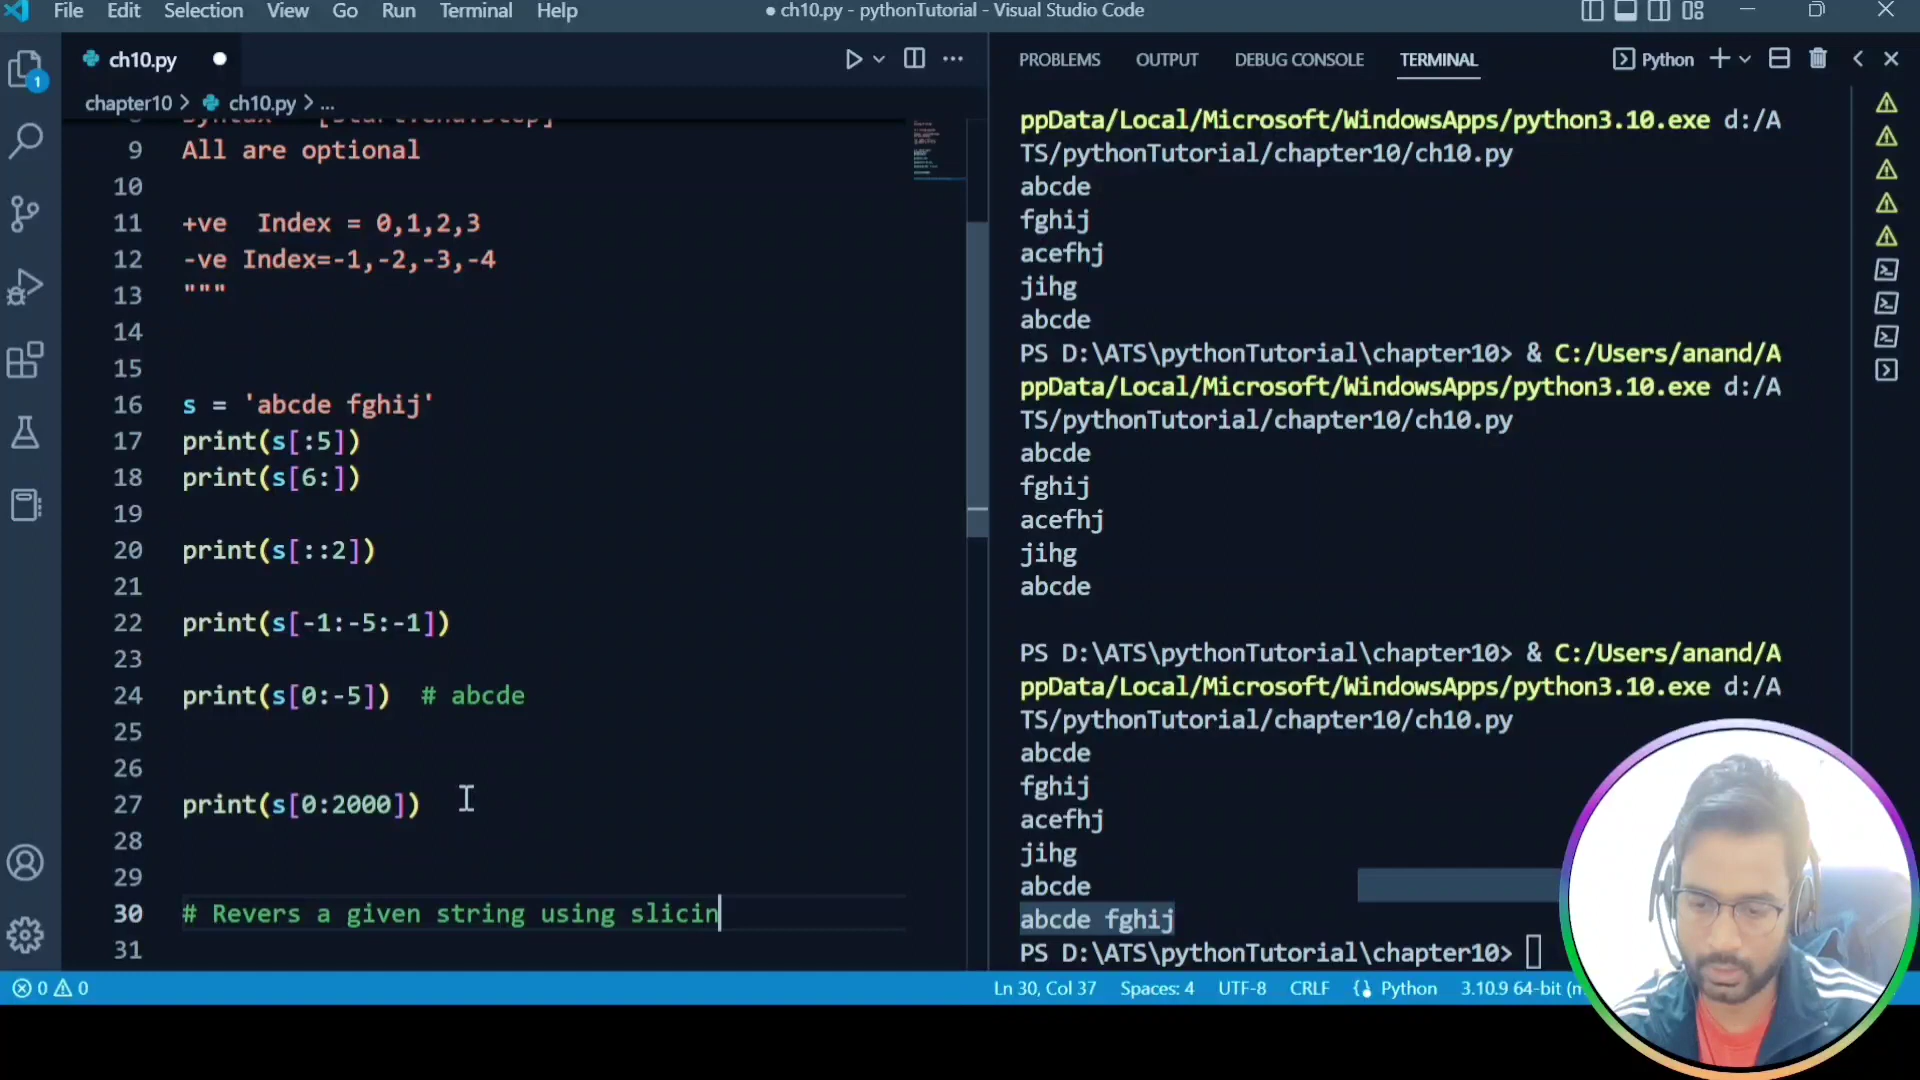 File Edit Selection View Go Run Terminal Help
● ch10.py - pythonTutorial - Visual Studio Code
ch10.py
PROBLEMS OUTPUT DEBUG CONSOLE TERMINAL
Python
chapter10 > ch10.py > ...
9 All are optional
10
11 +ve  Index = 0,1,2,3
12 -ve Index=-1,-2,-3,-4
13 """
14
15
16 s = 'abcde fghij'
17 print(s[:5])
18 print(s[6:])
19
20 print(s[::2])
21
22 print(s[-1:-5:-1])
23
24 print(s[0:-5])  # abcde
25
26
27 print(s[0:2000])
28
29
30 # Revers a given string using slicin
31
ppData/Local/Microsoft/WindowsApps/python3.10.exe d:/A
TS/pythonTutorial/chapter10/ch10.py
abcde
fghij
acefhj
jihg
abcde
PS D:\ATS\pythonTutorial\chapter10> & C:/Users/anand/A
ppData/Local/Microsoft/WindowsApps/python3.10.exe d:/A
TS/pythonTutorial/chapter10/ch10.py
abcde
fghij
acefhj
jihg
abcde
PS D:\ATS\pythonTutorial\chapter10> & C:/Users/anand/A
ppData/Local/Microsoft/WindowsApps/python3.10.exe d:/A
TS/pythonTutorial/chapter10/ch10.py
abcde
fghij
acefhj
jihg
abcde
abcde fghij
PS D:\ATS\pythonTutorial\chapter10>
1
0 0
Ln 30, Col 37 Spaces: 4 UTF-8 CRLF Python 3.10.9 64-bit